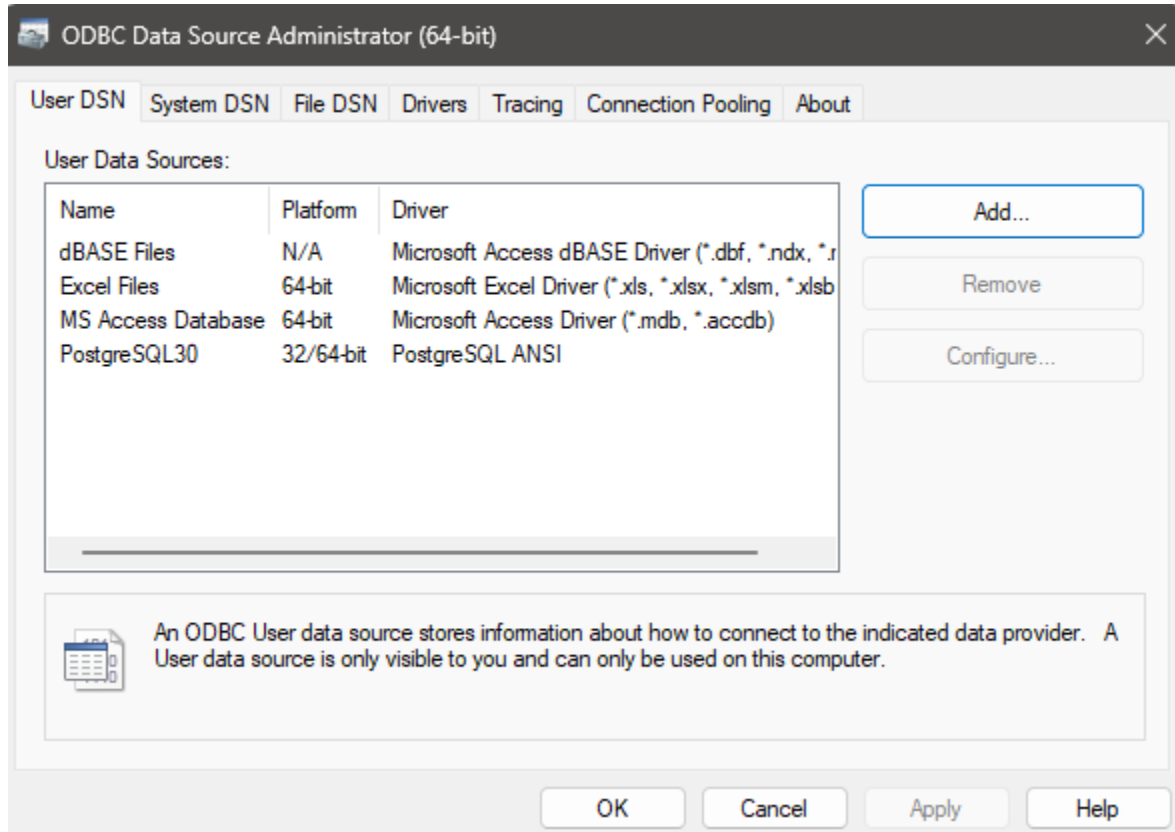 ODBC Data Source Administrator (64-bit)
User DSN System DSN File DSN Drivers Tracing Connection Pooling About
User Data Sources:
Name Platform Driver
dBASE Files N/A Microsoft Access dBASE Driver (*.dbf, *.ndx, *.
Excel Files 64-bit Microsoft Excel Driver (*.xls, *.xlsx, *.xlsm, *.xlsb
MS Access Database 64-bit Microsoft Access Driver (*.mdb, *.accdb)
PostgreSQL30 32/64-bit PostgreSQL ANSI
Add...
Remove
Configure...
An ODBC User data source stores information about how to connect to the indicated data provider. A
User data source is only visible to you and can only be used on this computer.
OK Cancel Apply Help